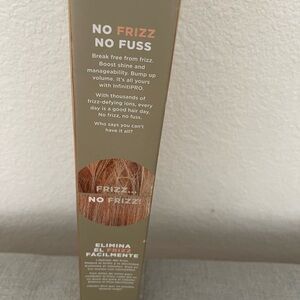 NO FRIZZ
NO FUSS
Break free from frizz.
Boost shine and
manageability. Bump up
volume. It's all yours
with InfinitiPRO.
With thousands of
frizz-defying ions, every
day is a good hair day.
No frizz, no fuss.
Who says you can't
have it all?
FRIZZ...
NO FRIZZ!
ELIMINA
EL FRIZZ
FÁCILMENTE